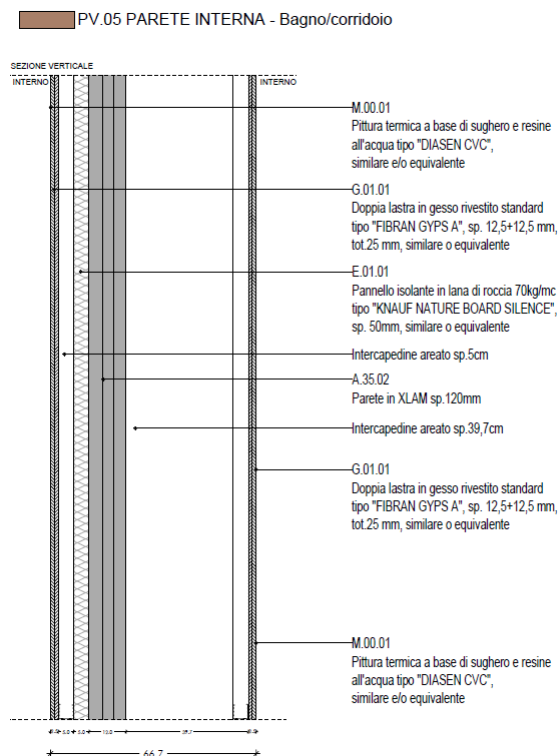 PV.05 PARETE INTERNA - Bagno/corridoio
SEZIONE VERTICALE
INTERNO
INTERNO
M.00.01
Pittura termica a base di sughero e resine
all'acqua tipo "DIASEN CVC",
similare e/o equivalente
G.01.01
Doppia lastra in gesso rivestito standard
tipo "FIBRAN GYPS A", sp. 12,5+12,5 mm,
tot.25 mm, similare o equivalente
E.01.01
Pannello isolante in lana di roccia 70kg/mc
tipo "KNAUF NATURE BOARD SILENCE",
sp. 50mm, similare o equivalente
Intercapedine areato sp.5cm
A.35.02
Parete in XLAM sp.120mm
Intercapedine areato sp.39,7cm
G.01.01
Doppia lastra in gesso rivestito standard
tipo "FIBRAN GYPS A", sp. 12,5+12,5 mm,
tot.25 mm, similare o equivalente
M.00.01
Pittura termica a base di sughero e resine
all'acqua tipo "DIASEN CVC",
similare e/o equivalente
5.0 5.0
66.7